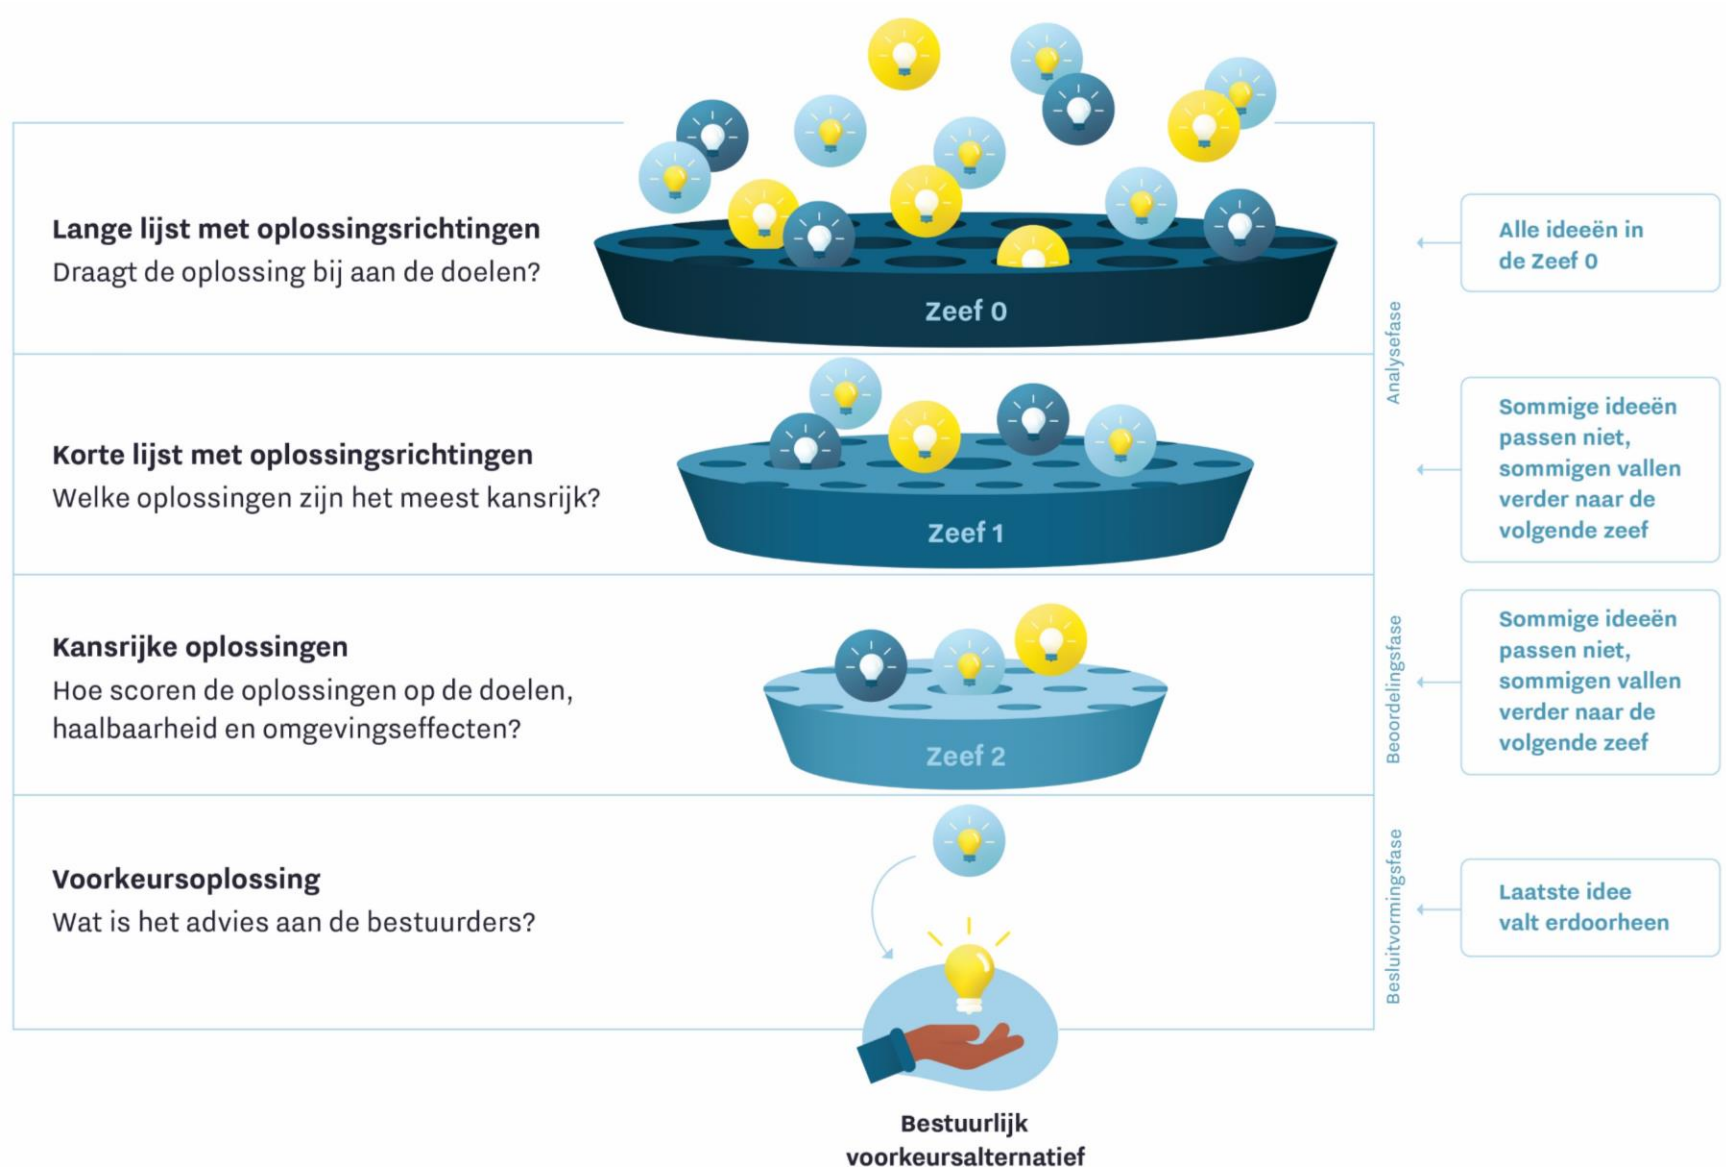 Lange lijst met oplossingsrichtingen
Draagt de oplossing bij aan de doelen?
Zeef 0
Alle ideeën in
de Zeef 0
Analysefase
Korte lijst met oplossingsrichtingen
Welke oplossingen zijn het meest kansrijk?
Zeef 1
Sommige ideeën
passen niet,
sommigen vallen
verder naar de
volgende zeef
Kansrijke oplossingen
Hoe scoren de oplossingen op de doelen,
haalbaarheid en omgevingseffecten?
Zeef 2
Beoordelingsfase
Sommige ideeën
passen niet,
sommigen vallen
verder naar de
volgende zeef
Voorkeursoplossing
Wat is het advies aan de bestuurders?
Besluitvormingsfase
Laatste idee
valt erdoorheen
Bestuurlijk
voorkeursalternatief